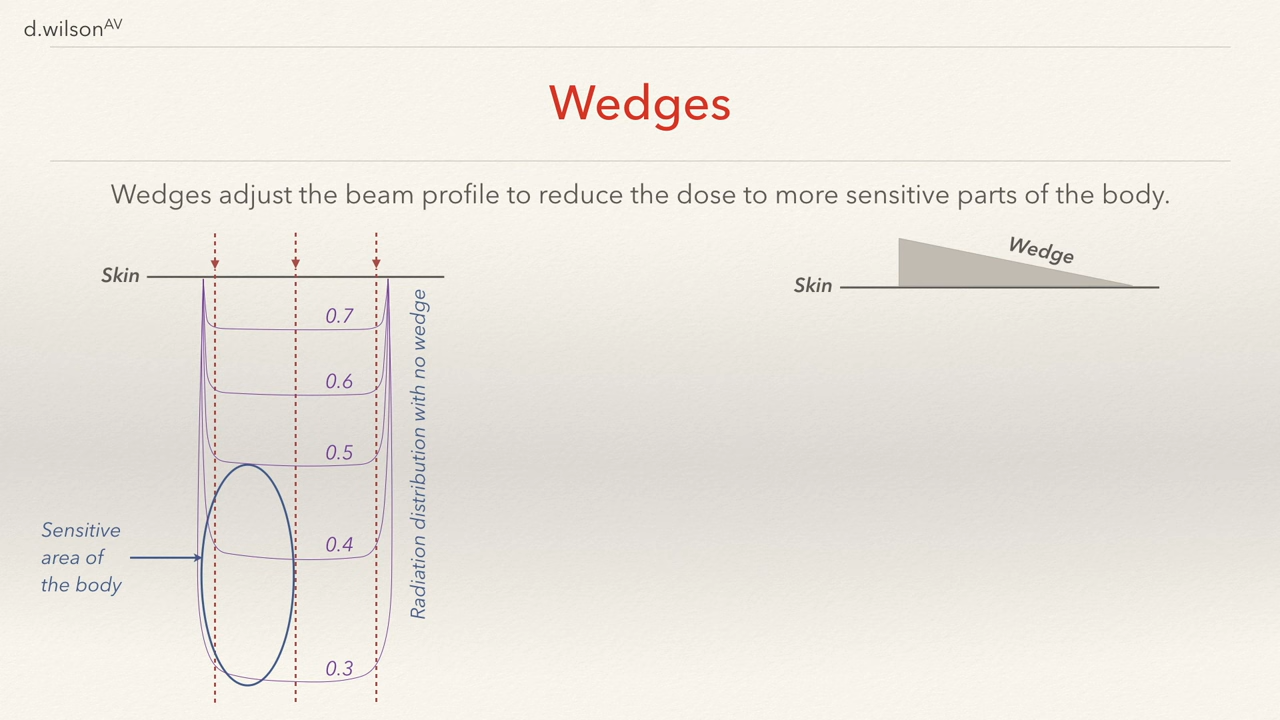 d.wilsonAV
Wedges
Wedges adjust the beam profile to reduce the dose to more sensitive parts of the body.
Skin
0.7
0.6
0.5
0.4
0.3
Radiation distribution with no wedge
Sensitive
area of
the body
Wedge
Skin